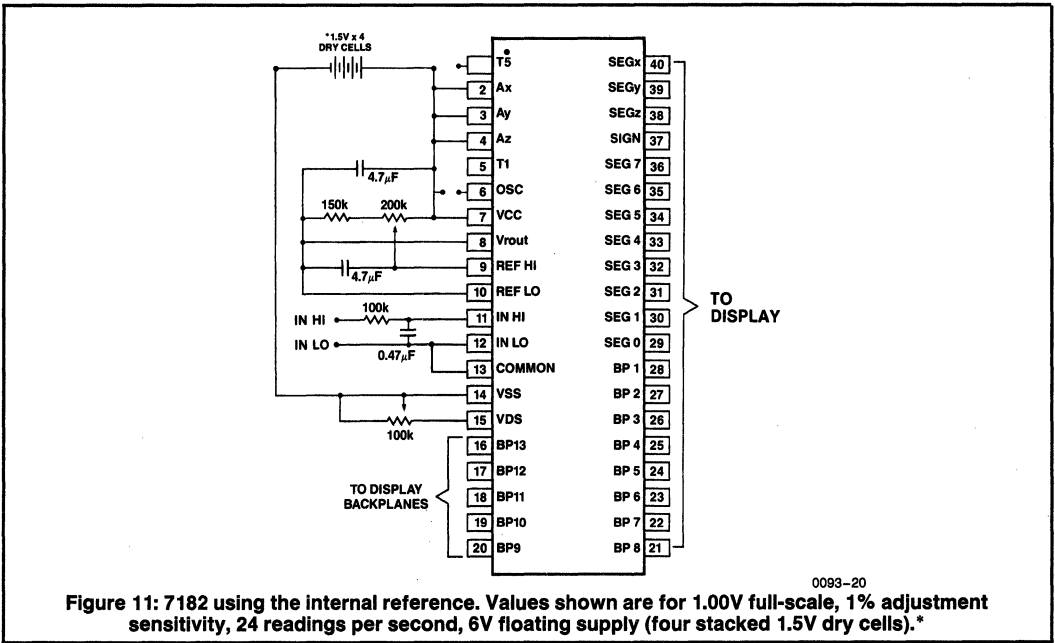 *1.5V x 4
DRY CELLS
T5
2 Ax
3 Ay
4 Az
5 T1
6 OSC
7 VCC
8 Vrout
9 REF HI
10 REF LO
11 IN HI
12 IN LO
13 COMMON
14 VSS
15 VDS
16 BP13
17 BP12
18 BP11
19 BP10
20 BP9
SEGx 40
SEGy 39
SEGz 38
SIGN 37
SEG 7 36
SEG 6 35
SEG 5 34
SEG 4 33
SEG 3 32
SEG 2 31
SEG 1 30
SEG 0 29
BP 1 28
BP 2 27
BP 3 26
BP 4 25
BP 5 24
BP 6 23
BP 7 22
BP 8 21
4.7μF
150k 200k
4.7μF
100k
IN HI
IN LO
0.47μF
100k
TO DISPLAY
BACKPLANES
TO
DISPLAY
0093–20
Figure 11: 7182 using the internal reference. Values shown are for 1.00V full-scale, 1% adjustment
sensitivity, 24 readings per second, 6V floating supply (four stacked 1.5V dry cells).*